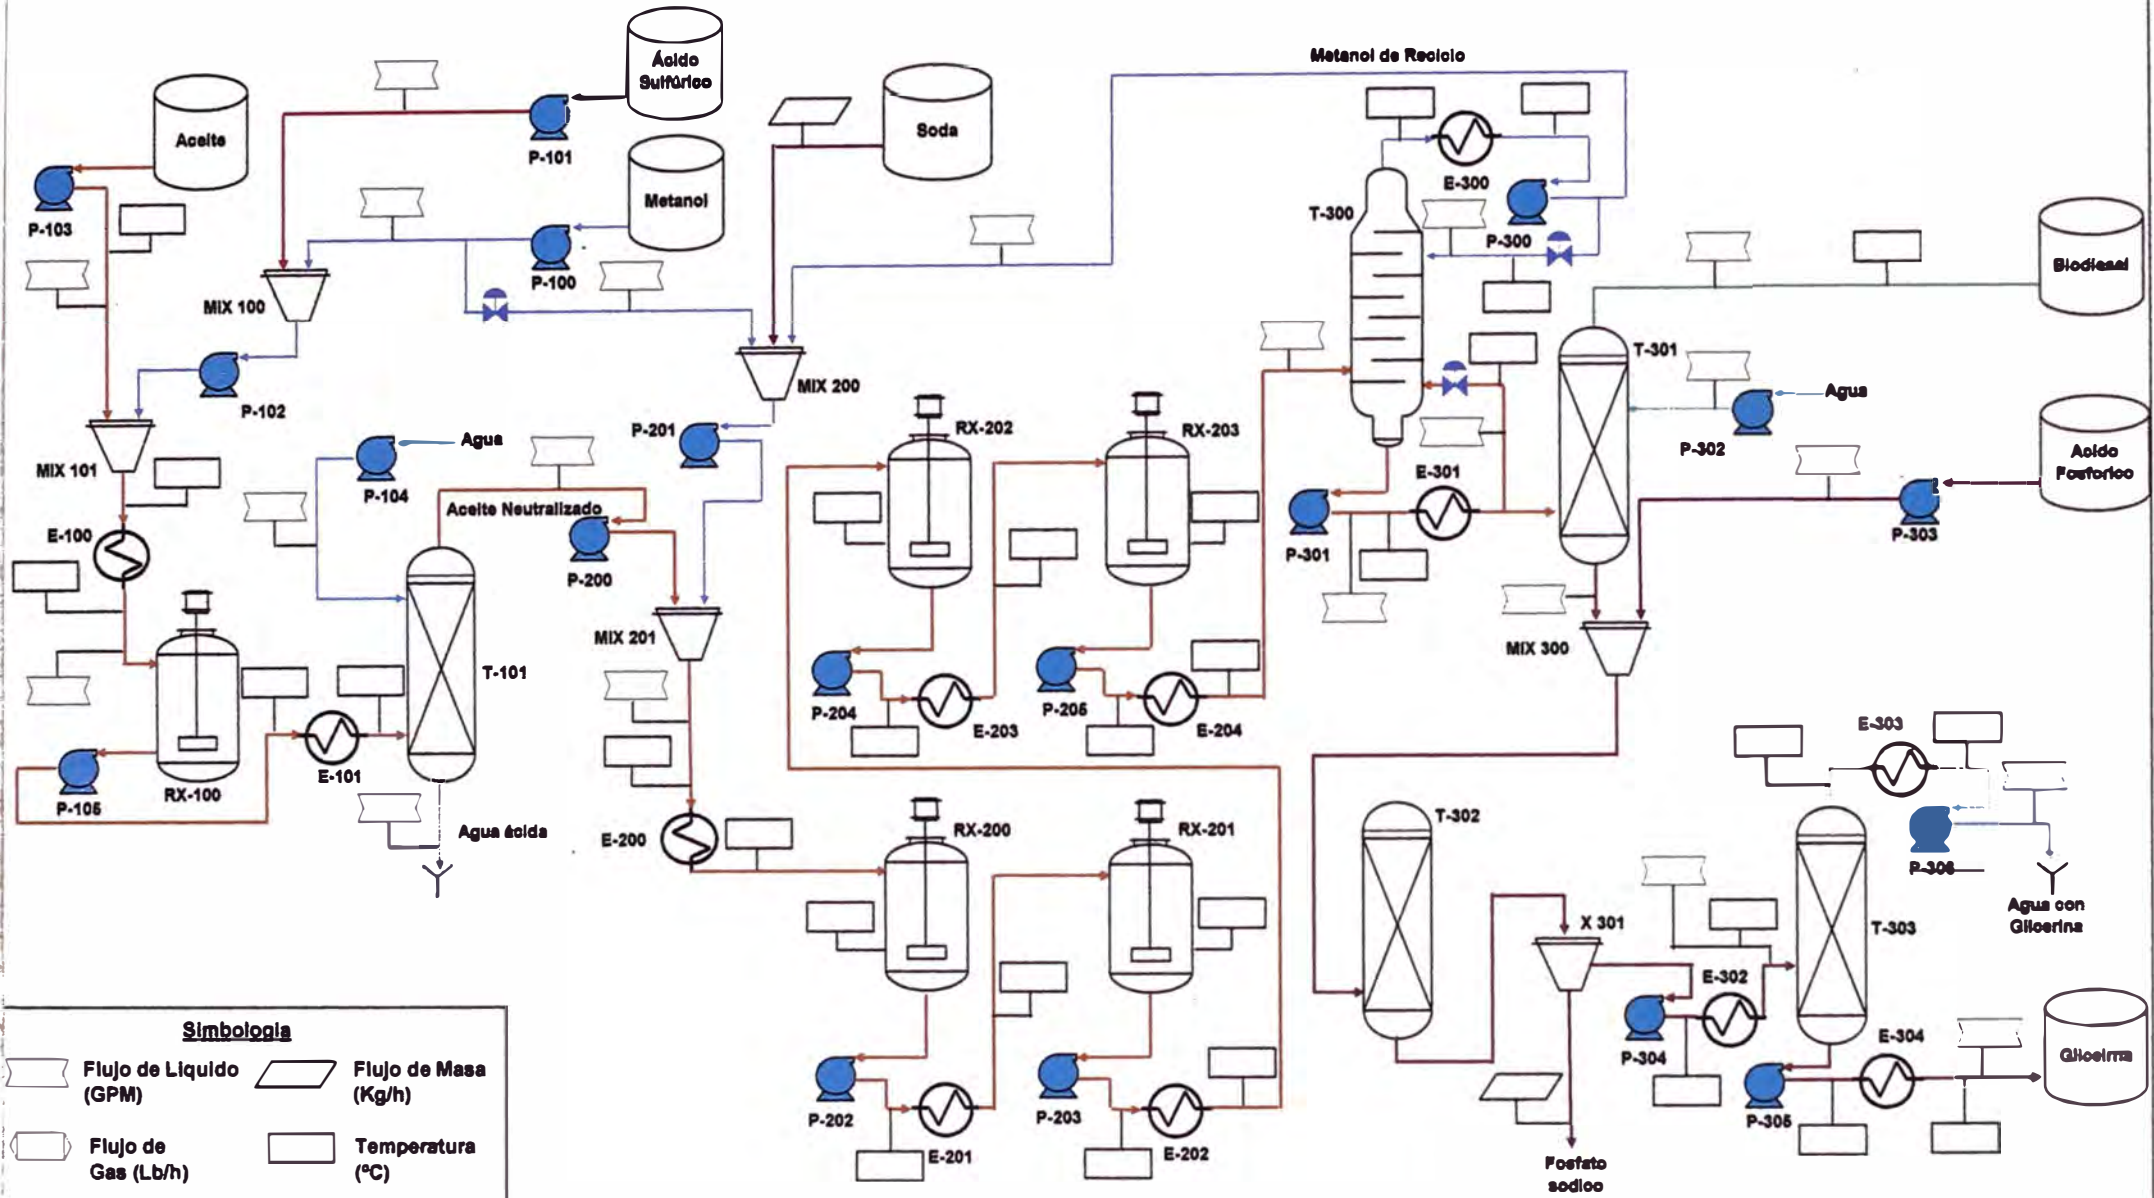 Metanol de Reciclo
Ácido
Sulfúrico
Aceite
P-101
Soda
Metanol
P-103
P-100
MIX 100
P-102
MIX 101
MIX 200
P-201
E-300
T-300
P-300
Biodiesel
T-301
Agua
P-302
Acido
Fosforico
P-303
RX-202
RX-203
E-301
P-301
Agua
P-104
Aceite Neutralizado
P-200
E-100
MIX 201
MIX 300
T-101
P-204
E-203
P-205
E-204
E-101
P-105
RX-100
Agua ácida
E-200
RX-200
RX-201
T-302
E-303
P-306
Agua con
Glicerina
X 301
T-303
E-302
P-304
E-304
Glicerina
P-305
P-202
E-201
P-203
E-202
Fosfato
sodico
Simbologia
Flujo de Liquido
(GPM)
Flujo de Masa
(Kg/h)
Flujo de
Gas (Lb/h)
Temperatura
(ºC)